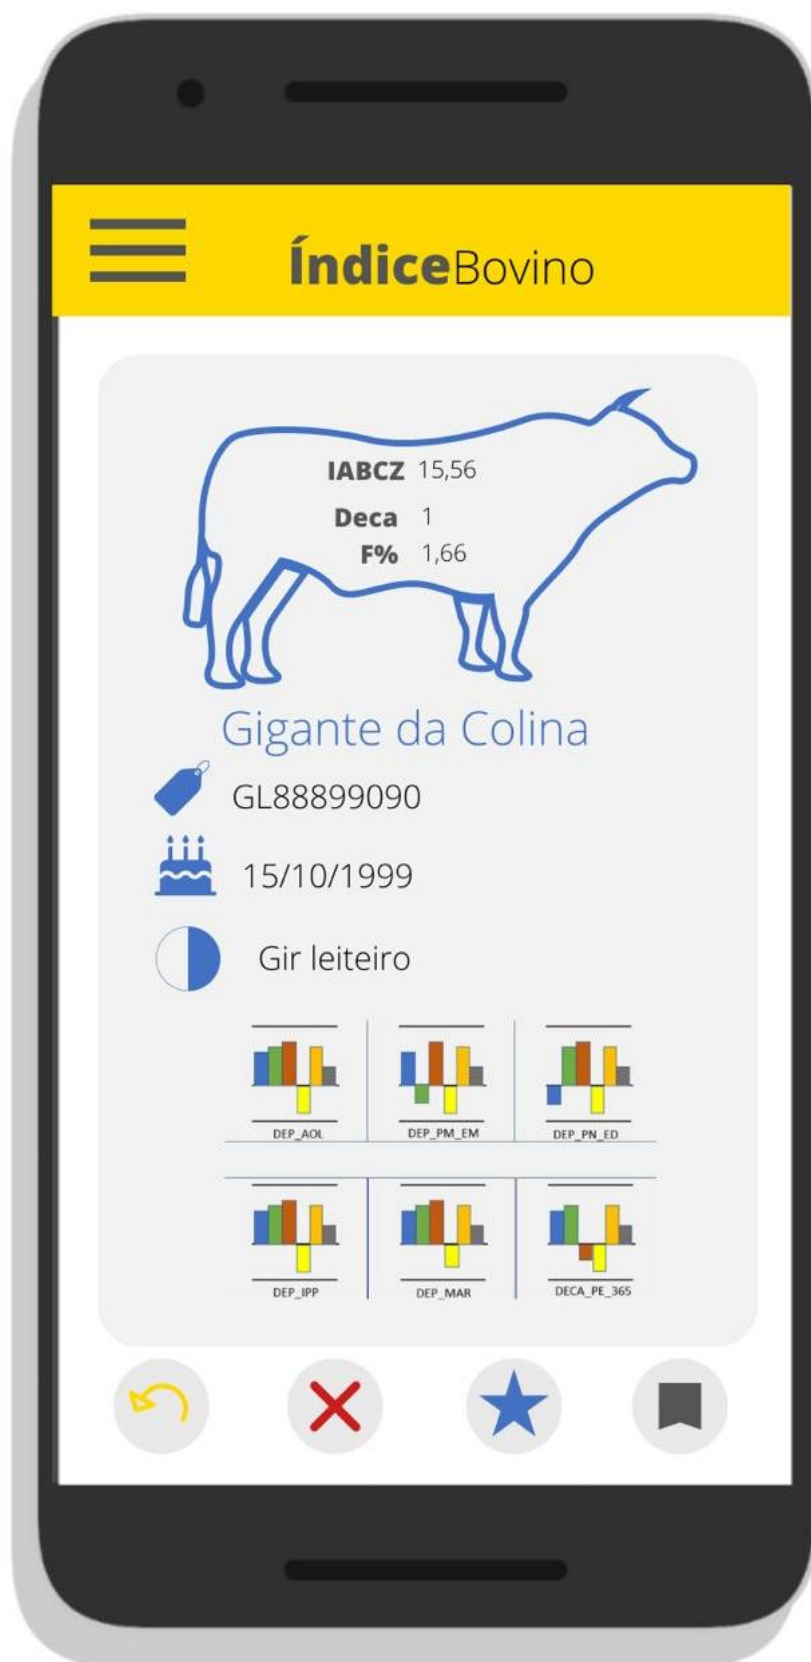 ÍndiceBovino
IABCZ 15,56
Deca 1
F% 1,66
Gigante da Colina
GL88899090
15/10/1999
Gir leiteiro
DEP_AOL DEP_PM_EM DEP_PN_ED
DEP_IPP DEP_MAR DECA_PE_365